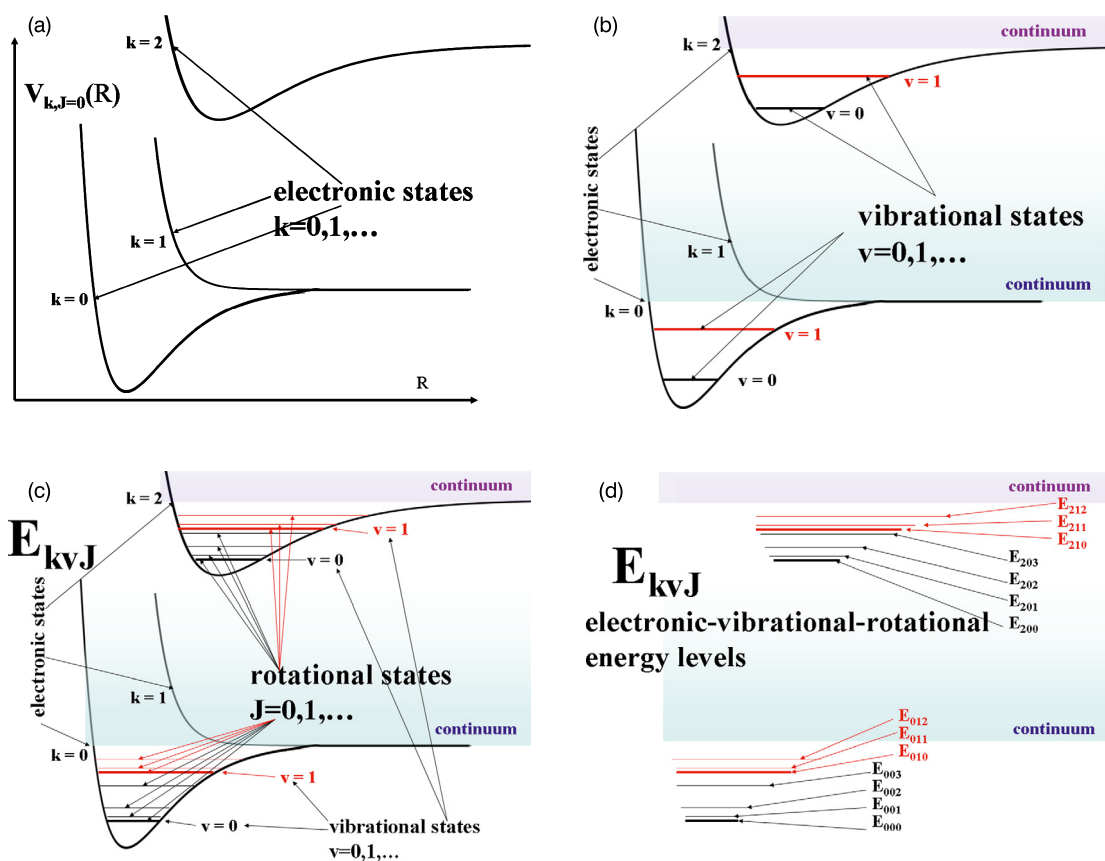 (a)
k = 2
V_{k,J=0}(R)
electronic states
k=0,1,…
k = 1
k = 0
R
(b)
continuum
k = 2
v = 1
v = 0
electronic states
vibrational states
v=0,1,…
k = 1
continuum
k = 0
v = 1
v = 0
(c)
continuum
k = 2
E_{kvJ}
v = 1
v = 0
electronic states
rotational states
J=0,1,…
k = 1
continuum
k = 0
v = 1
v = 0
vibrational states
v=0,1,…
(d)
continuum
E_{212}
E_{211}
E_{210}
E_{203}
E_{202}
E_{201}
E_{200}
E_{kvJ}
electronic-vibrational-rotational
energy levels
E_{012}
E_{011}
E_{010}
continuum
E_{003}
E_{002}
E_{001}
E_{000}